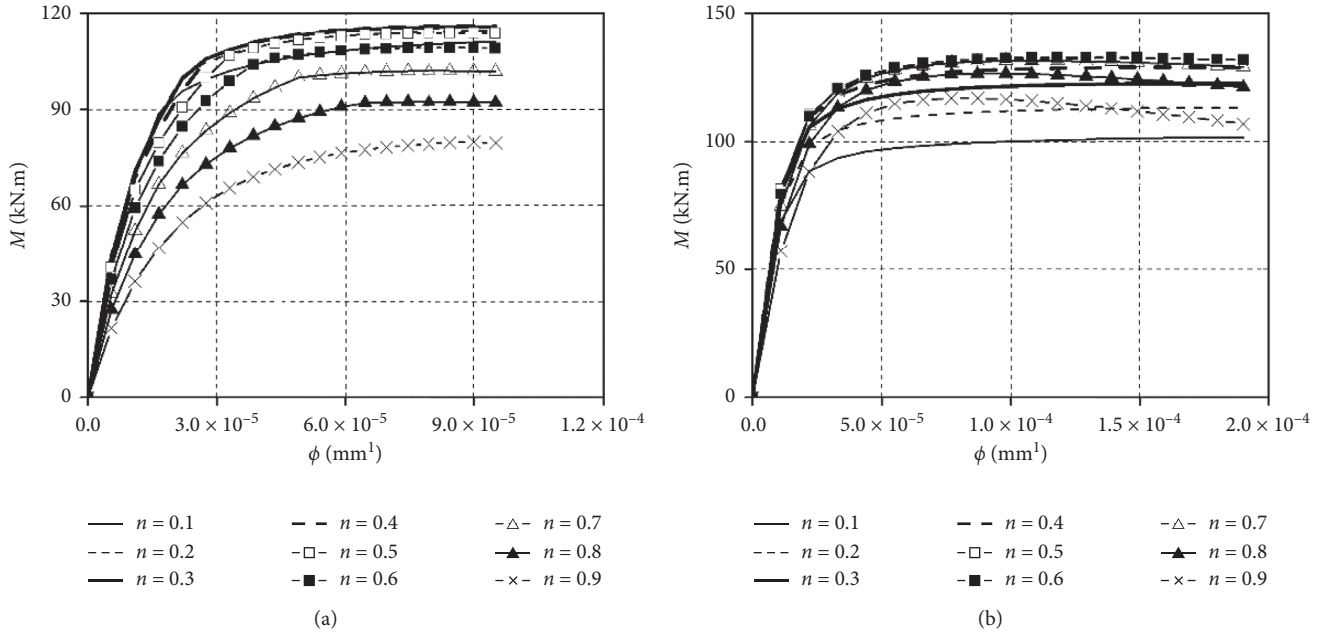 120
90
60
30
0
M (kN.m)
0.0
3.0 × 10⁻⁵
6.0 × 10⁻⁵
9.0 × 10⁻⁵
1.2 × 10⁻⁴
ϕ (mm¹)
n = 0.1
n = 0.4
n = 0.7
n = 0.2
n = 0.5
n = 0.8
n = 0.3
n = 0.6
n = 0.9
(a)
150
100
50
0
M (kN.m)
0.0
5.0 × 10⁻⁵
1.0 × 10⁻⁴
1.5 × 10⁻⁴
2.0 × 10⁻⁴
ϕ (mm¹)
n = 0.1
n = 0.4
n = 0.7
n = 0.2
n = 0.5
n = 0.8
n = 0.3
n = 0.6
n = 0.9
(b)